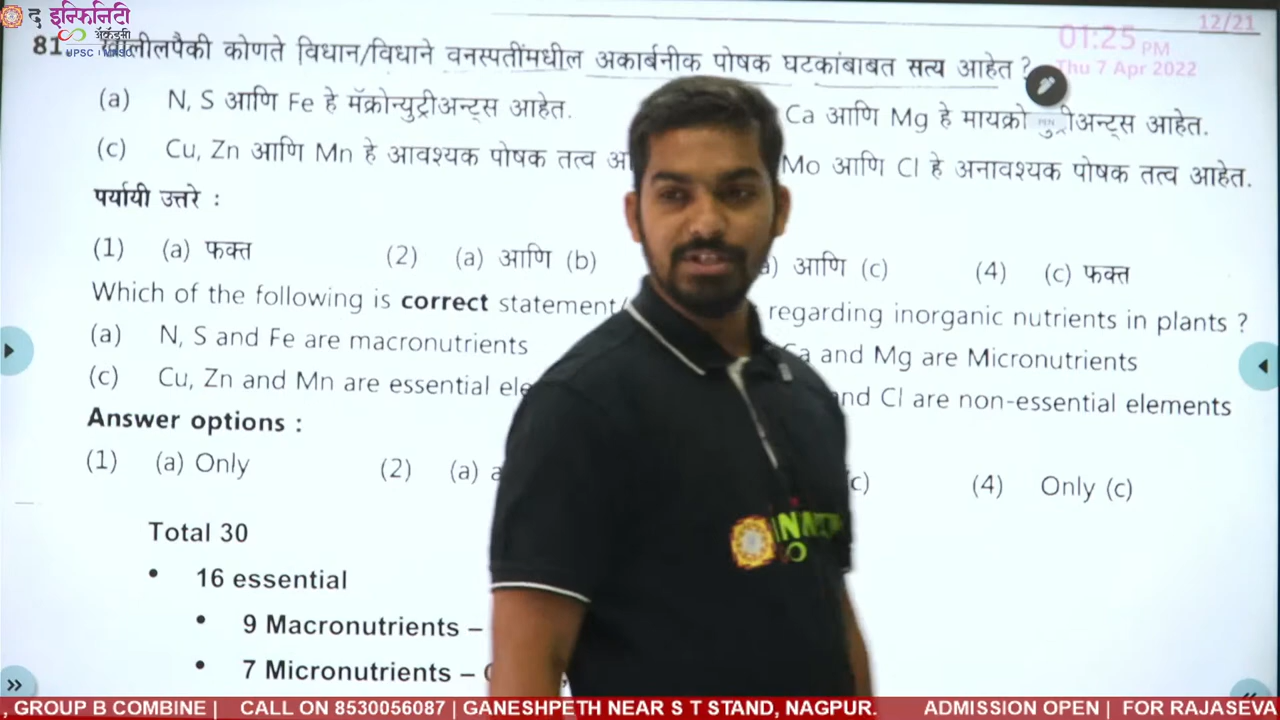 द इन्फिनिटी
अ‍ॅकॅडमी
UPSC | MPSC
12/21
01:25 PM
Thu 7 Apr 2022
81. कोणते विधान/विधाने वनस्पतींमधील अकार्बनीक पोषक घटकांबाबत सत्य आहेत ?
(a) N, S आणि Fe हे मॅक्रोन्युट्रीअन्ट्स आहेत. Ca आणि Mg हे आहेत.
(c) Cu, Zn आणि Mn हे आवश्यक पोषक तत्व Mo आणि Cl हे अनावश्यक पोषक तत्व आहेत.
पर्यायी उत्तरे :
(1) (a) फक्त (2) (a) आणि (b) आणि (c) (4) (c) फक्त
Which of the following is correct statement/ regarding inorganic nutrients in plants ?
(a) N, S and Fe are macronutrients Ca and Mg are Micronutrients
(c) Cu, Zn and Mn are essential and Cl are non-essential elements
Answer options :
(1) (a) Only (2) (a) (c) (4) Only (c)
Total 30
• 16 essential
• 9 Macronutrients –
• 7 Micronutrients –
, GROUP B COMBINE | CALL ON 8530056087 | GANESHPETH NEAR S T STAND, NAGPUR. ADMISSION OPEN | FOR RAJASEVA